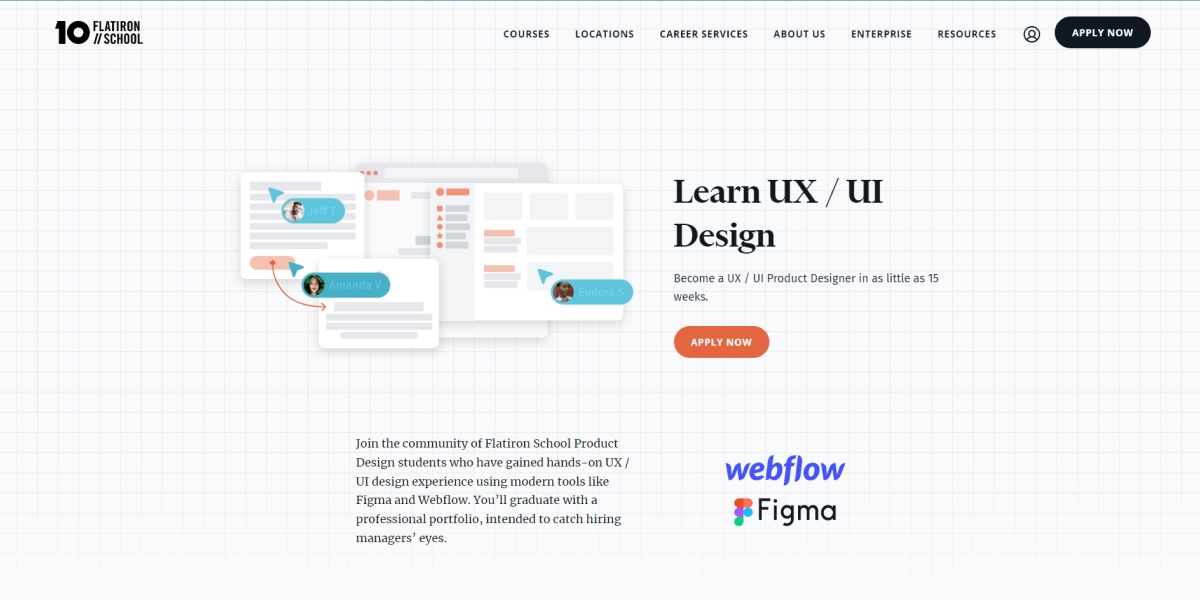 10 FLATIRON
// SCHOOL
COURSES LOCATIONS CAREER SERVICES ABOUT US ENTERPRISE RESOURCES APPLY NOW
Jeff T
Amanda V
Eudora S
Learn UX / UI
Design
Become a UX / UI Product Designer in as little as 15
weeks.
APPLY NOW
Join the community of Flatiron School Product
Design students who have gained hands-on UX /
UI design experience using modern tools like
Figma and Webflow. You’ll graduate with a
professional portfolio, intended to catch hiring
managers’ eyes.
webflow
Figma